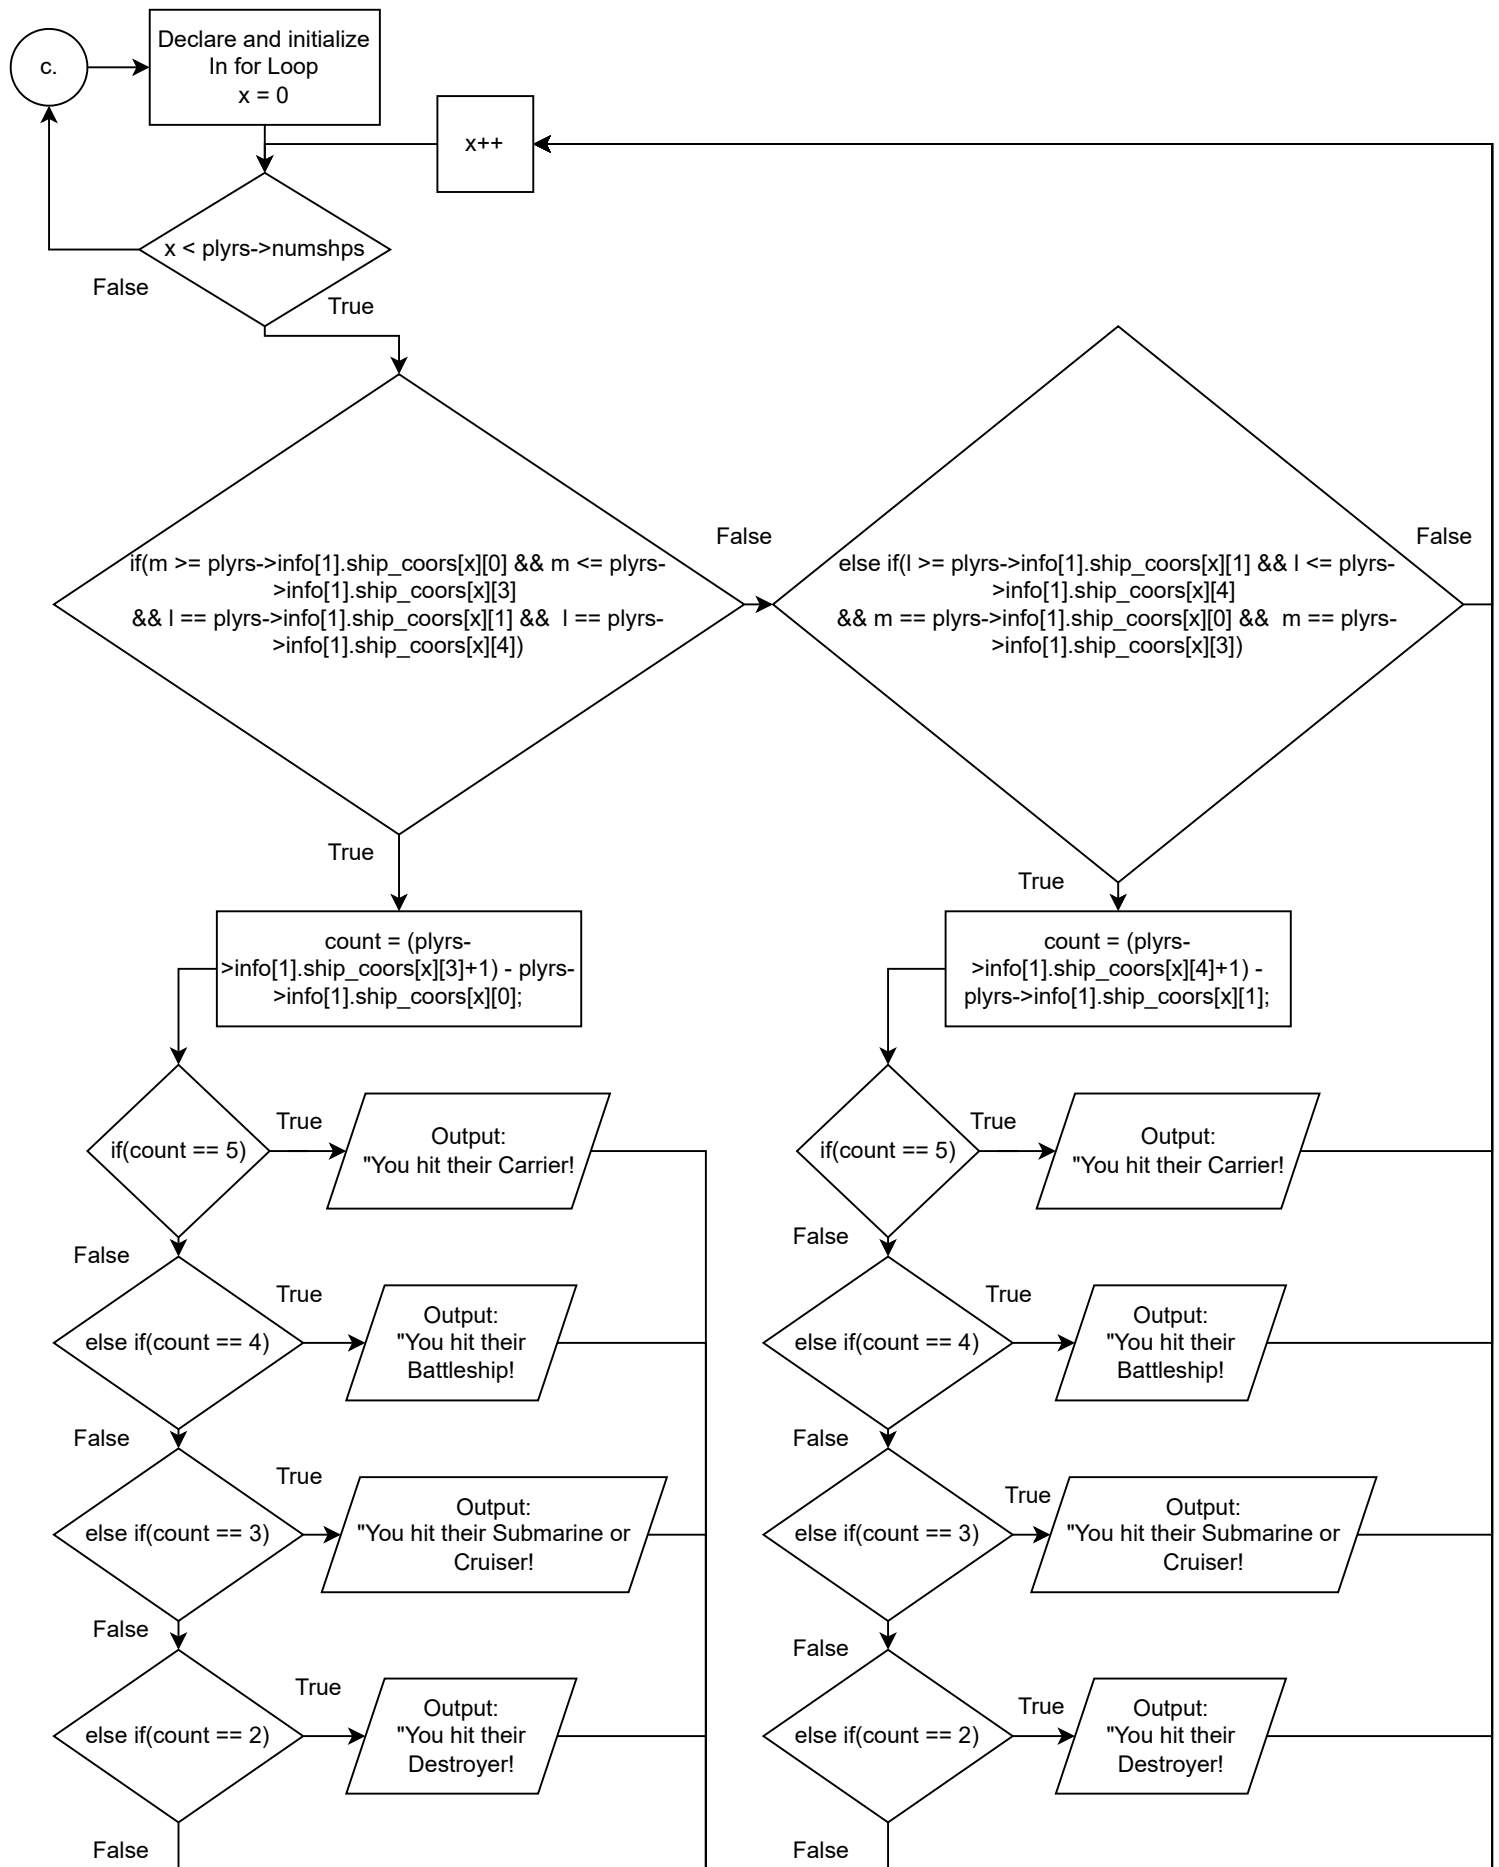 c.
Declare and initialize
In for Loop
x = 0
x++
x < plyrs->numshps
False
True
if(m >= plyrs->info[1].ship_coors[x][0] && m <= plyrs-
>info[1].ship_coors[x][3]
&& l == plyrs->info[1].ship_coors[x][1] && l == plyrs-
>info[1].ship_coors[x][4])
False
else if(l >= plyrs->info[1].ship_coors[x][1] && l <= plyrs-
>info[1].ship_coors[x][4]
&& m == plyrs->info[1].ship_coors[x][0] && m == plyrs-
>info[1].ship_coors[x][3])
False
True
True
count = (plyrs-
>info[1].ship_coors[x][3]+1) - plyrs-
>info[1].ship_coors[x][0];
count = (plyrs-
>info[1].ship_coors[x][4]+1) -
plyrs->info[1].ship_coors[x][1];
if(count == 5)
True
Output:
"You hit their Carrier!
False
else if(count == 4)
True
Output:
"You hit their
Battleship!
False
else if(count == 3)
True
Output:
"You hit their Submarine or
Cruiser!
False
else if(count == 2)
True
Output:
"You hit their
Destroyer!
False
if(count == 5)
True
Output:
"You hit their Carrier!
False
else if(count == 4)
True
Output:
"You hit their
Battleship!
False
else if(count == 3)
True
Output:
"You hit their Submarine or
Cruiser!
False
else if(count == 2)
True
Output:
"You hit their
Destroyer!
False